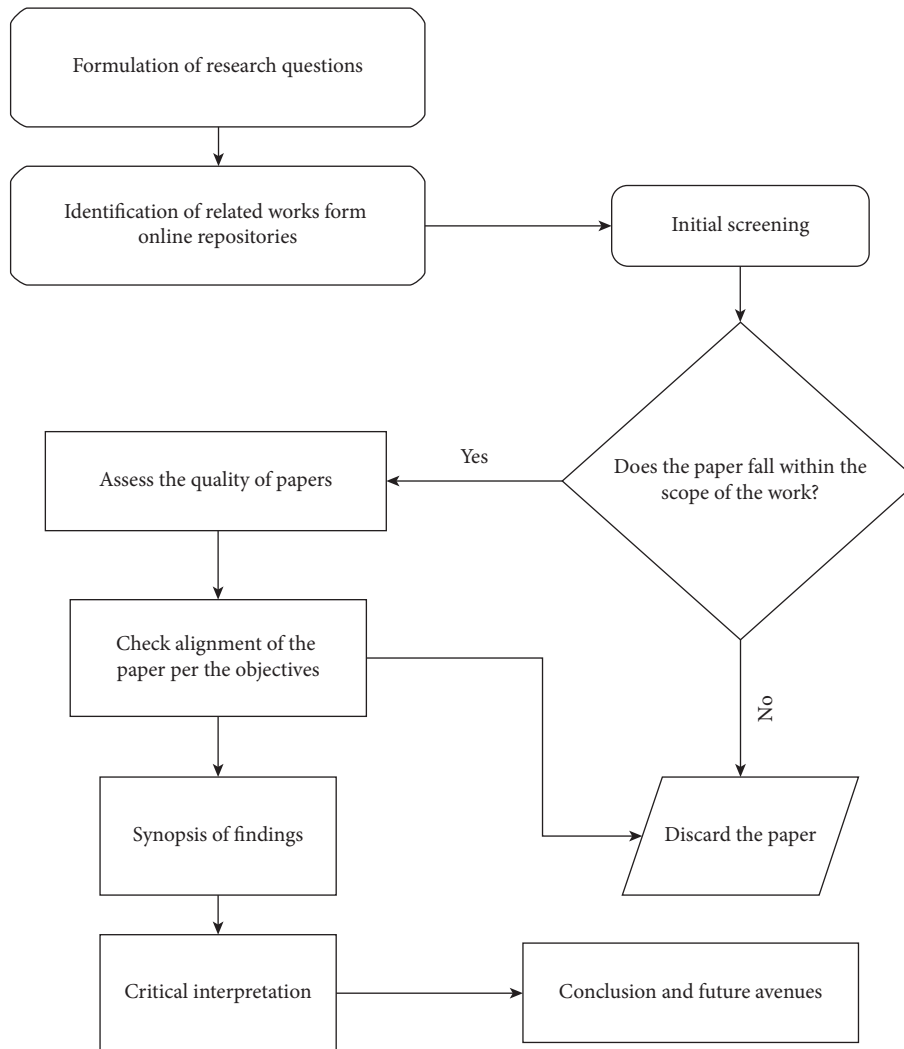 Formulation of research questions
Identification of related works form
online repositories
Initial screening
Does the paper fall within the
scope of the work?
Yes
Assess the quality of papers
Check alignment of the
paper per the objectives
No
Synopsis of findings
Discard the paper
Critical interpretation
Conclusion and future avenues